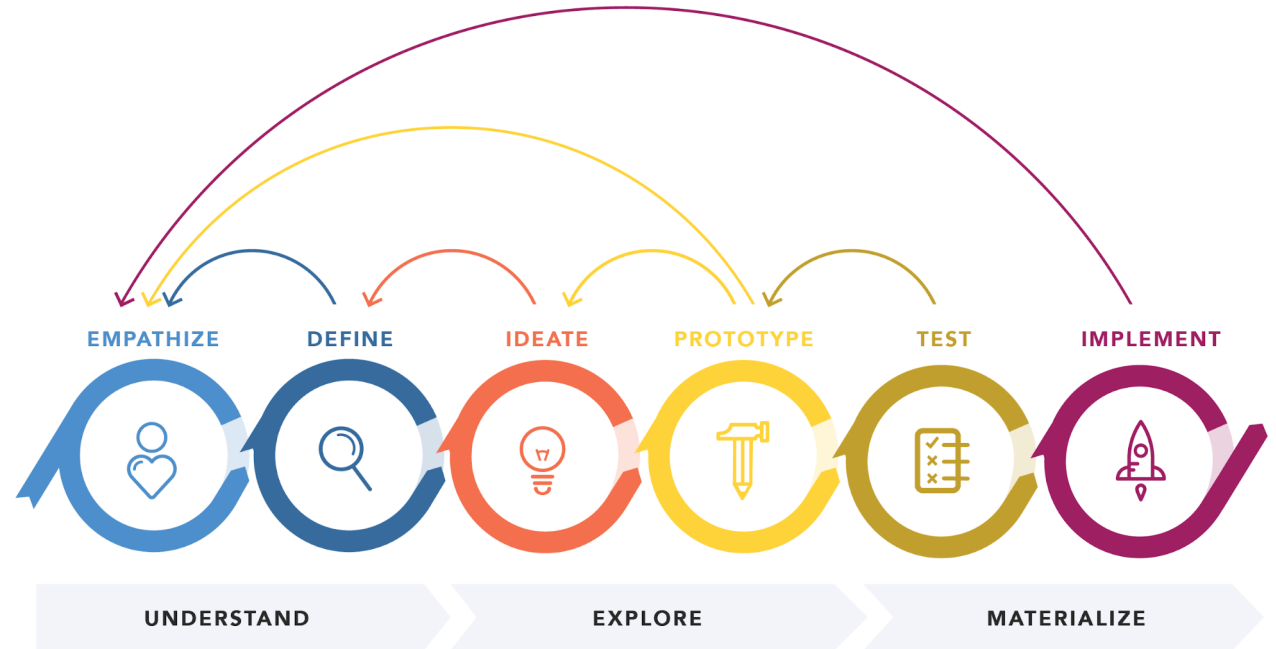 EMPATHIZE
DEFINE
IDEATE
PROTOTYPE
TEST
IMPLEMENT
UNDERSTAND
EXPLORE
MATERIALIZE